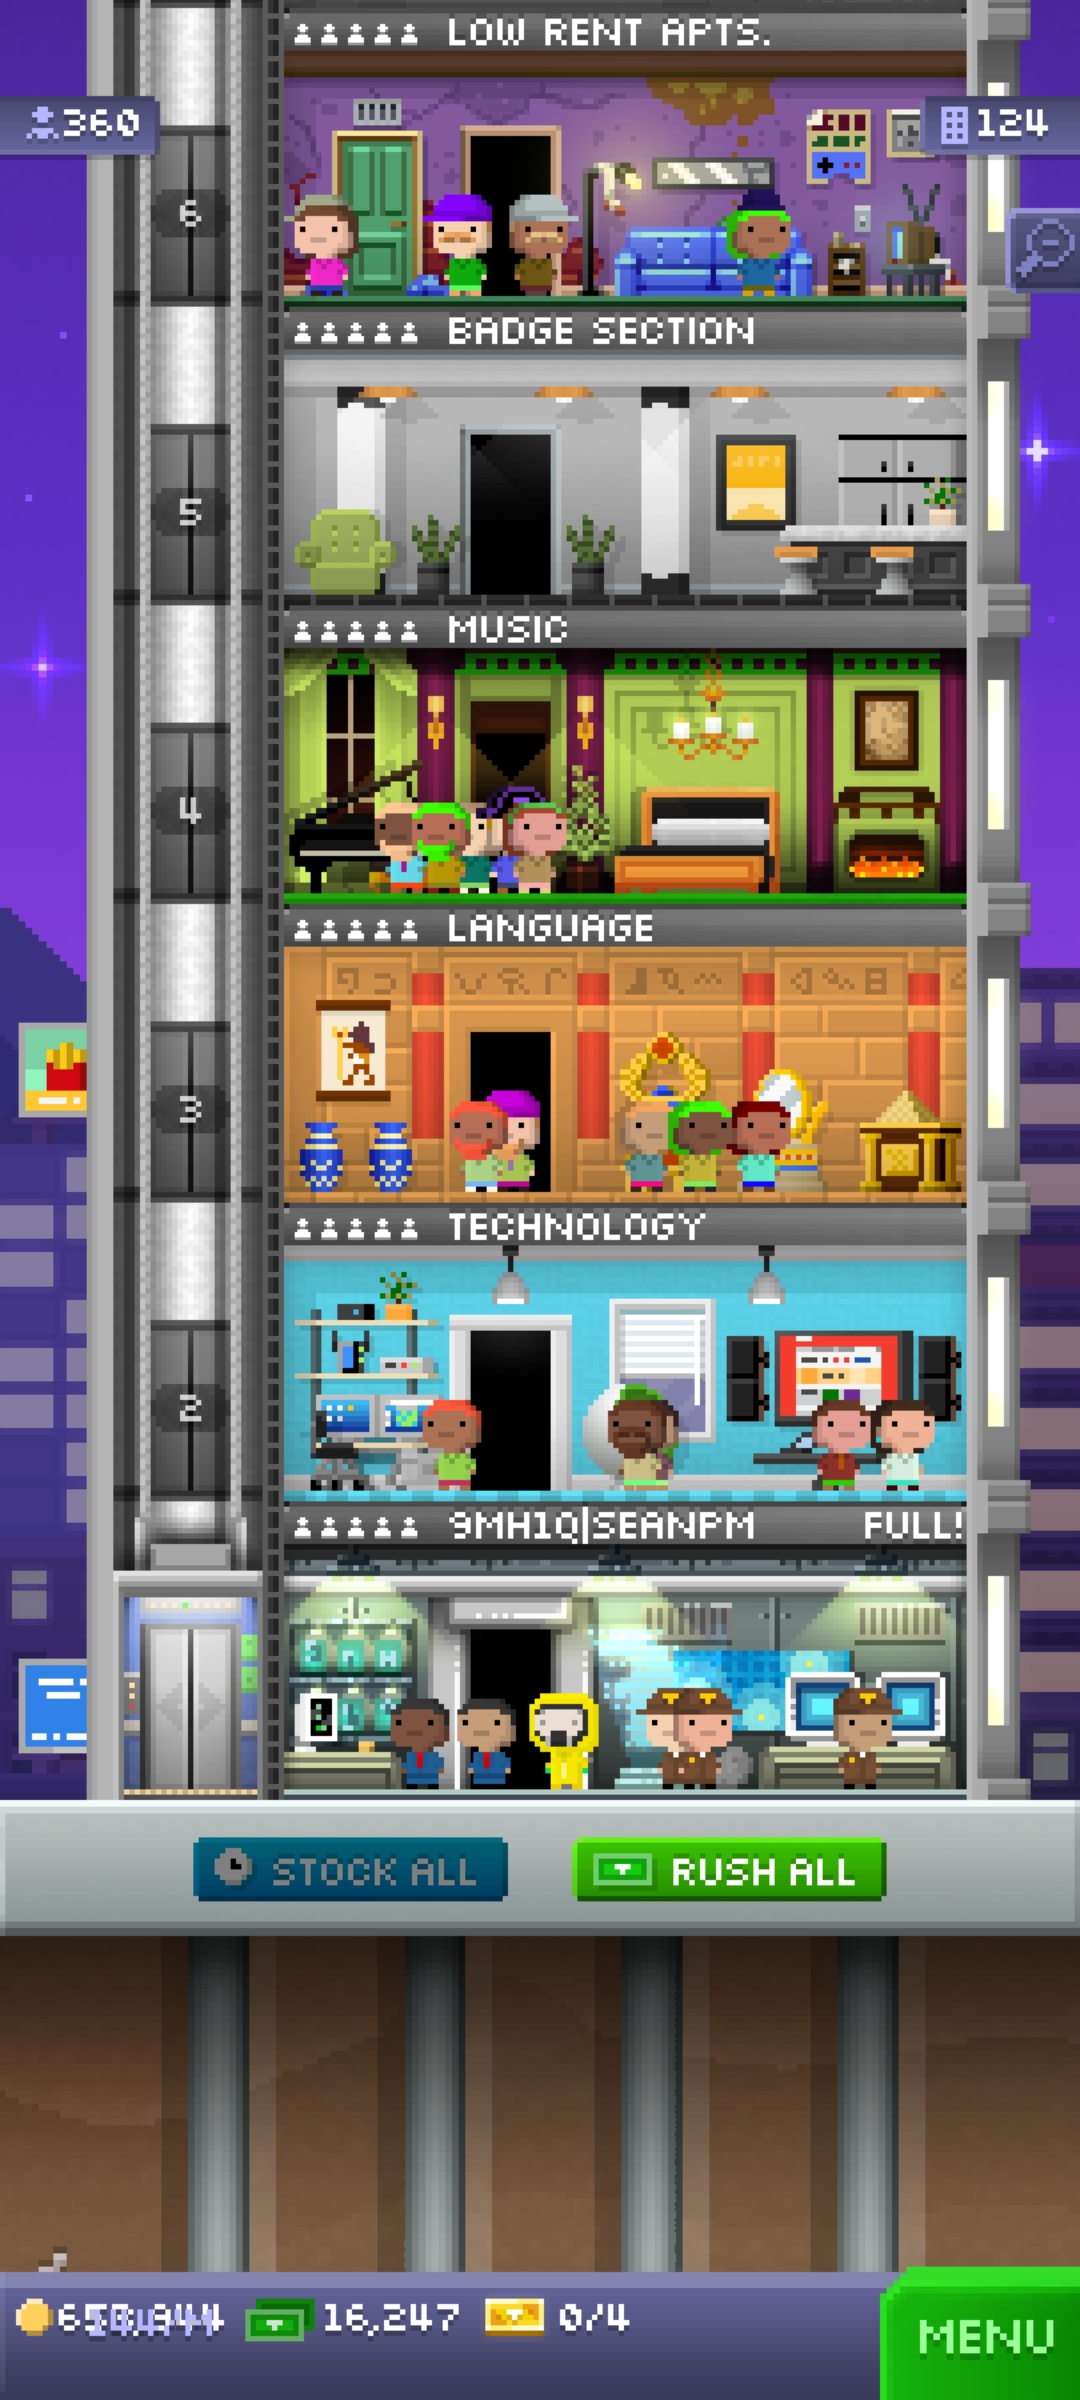 LOW RENT APTS.
360
124
6
BADGE SECTION
5
MUSIC
4
LANGUAGE
3
TECHNOLOGY
2
9MH1Q|SEANPM FULL!
STOCK ALL
RUSH ALL
16,247
0/4
MENU